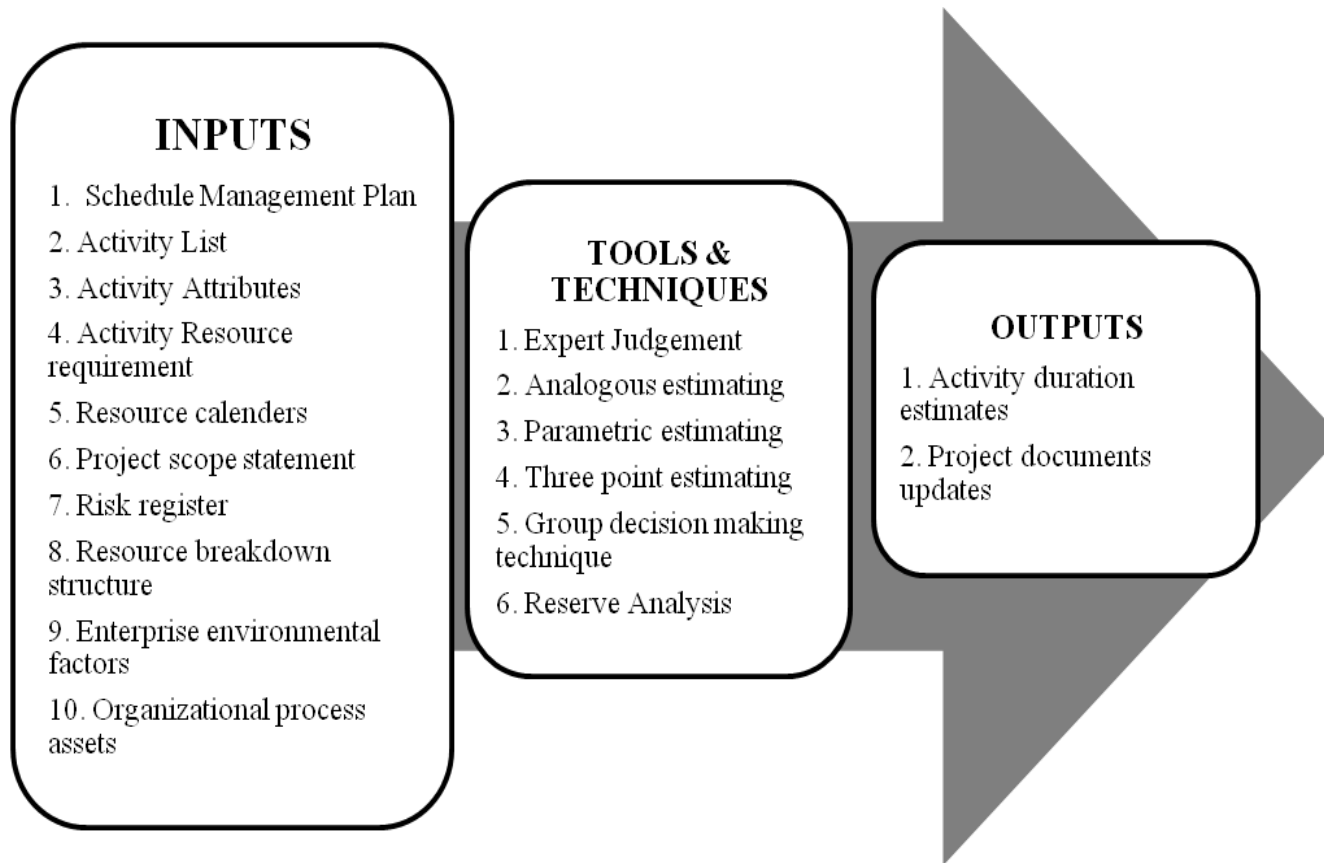 INPUTS
1. Schedule Management Plan
2. Activity List
3. Activity Attributes
4. Activity Resource
requirement
5. Resource calenders
6. Project scope statement
7. Risk register
8. Resource breakdown
structure
9. Enterprise environmental
factors
10. Organizational process
assets
TOOLS &
TECHNIQUES
1. Expert Judgement
2. Analogous estimating
3. Parametric estimating
4. Three point estimating
5. Group decision making
technique
6. Reserve Analysis
OUTPUTS
1. Activity duration
estimates
2. Project documents
updates